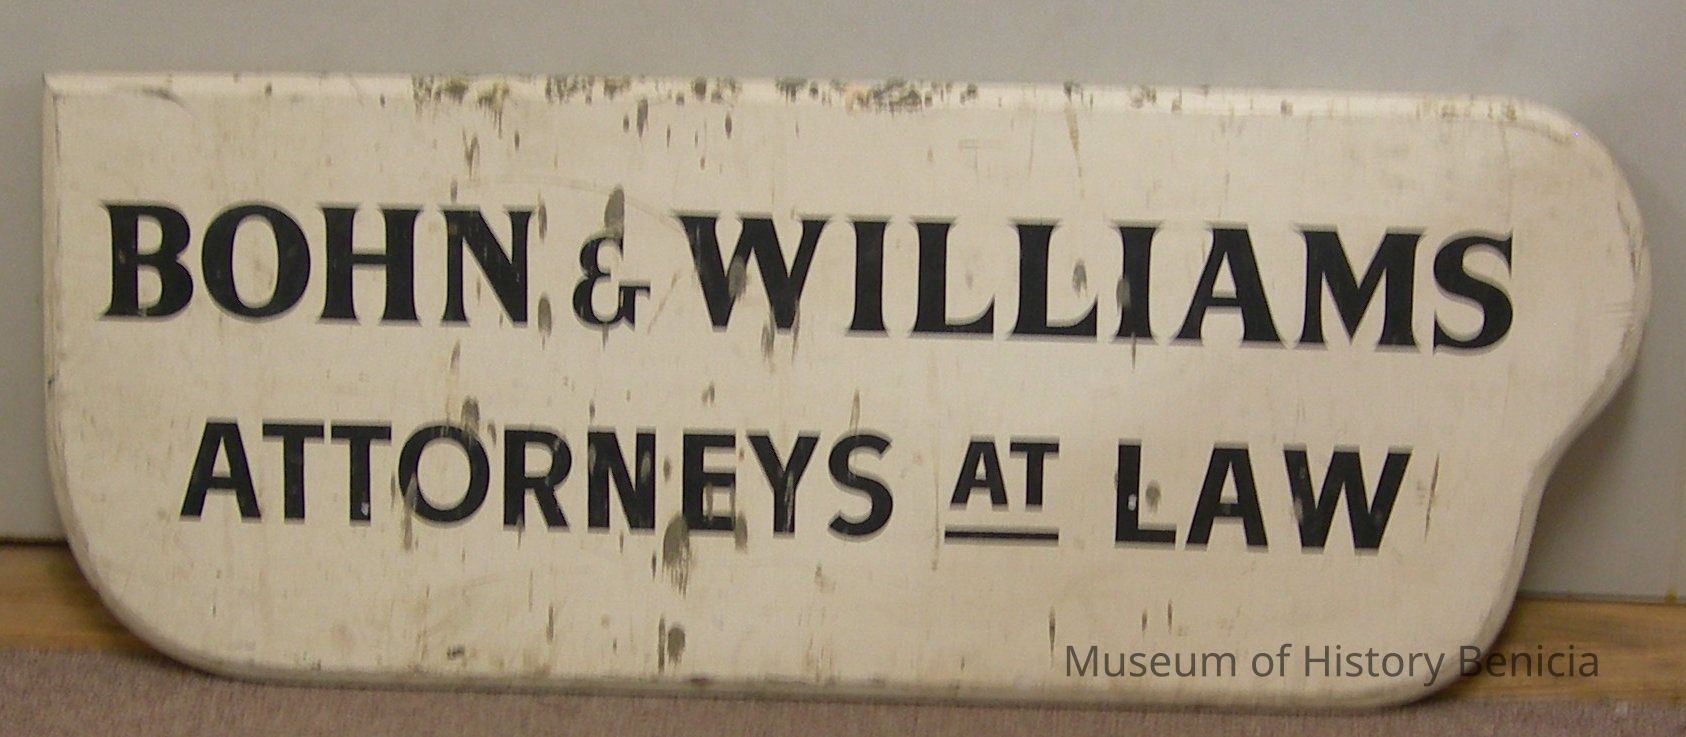 BOHN & WILLIAMS
ATTORNEYS AT LAW
Museum of History Benicia